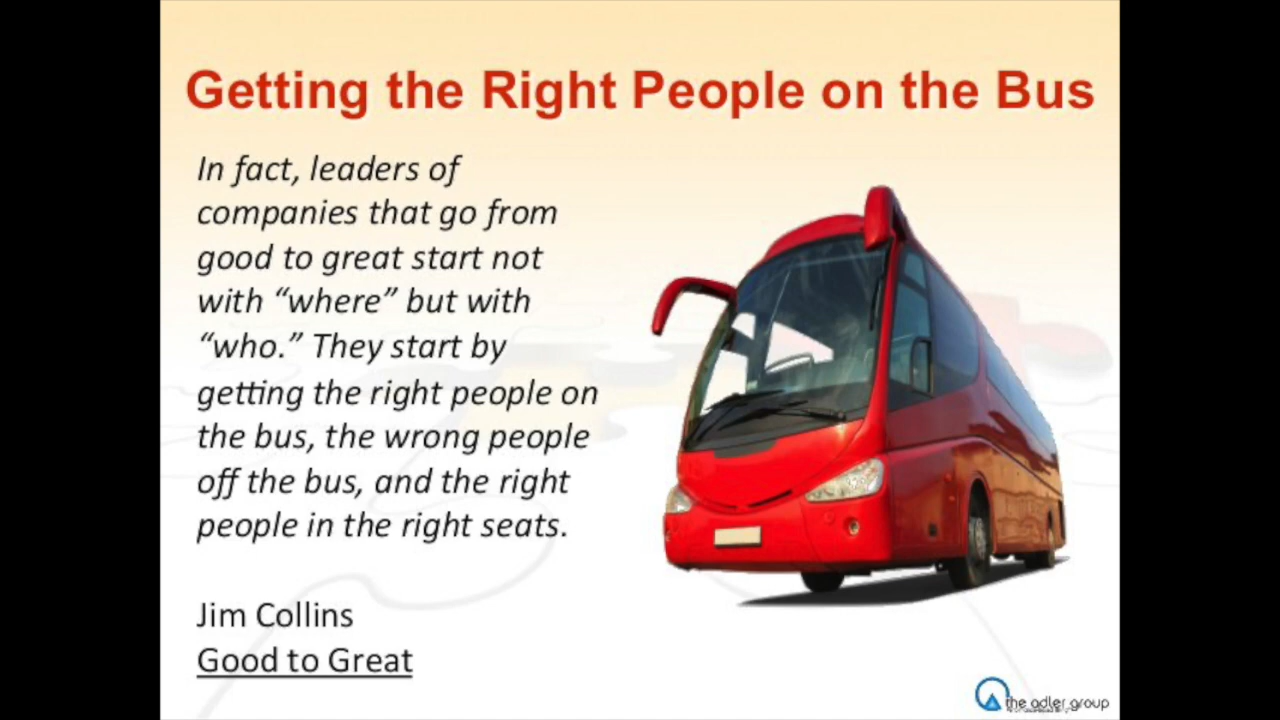 Getting the Right People on the Bus
In fact, leaders of
companies that go from
good to great start not
with “where” but with
“who.” They start by
getting the right people on
the bus, the wrong people
off the bus, and the right
people in the right seats.
Jim Collins
Good to Great
the adler group